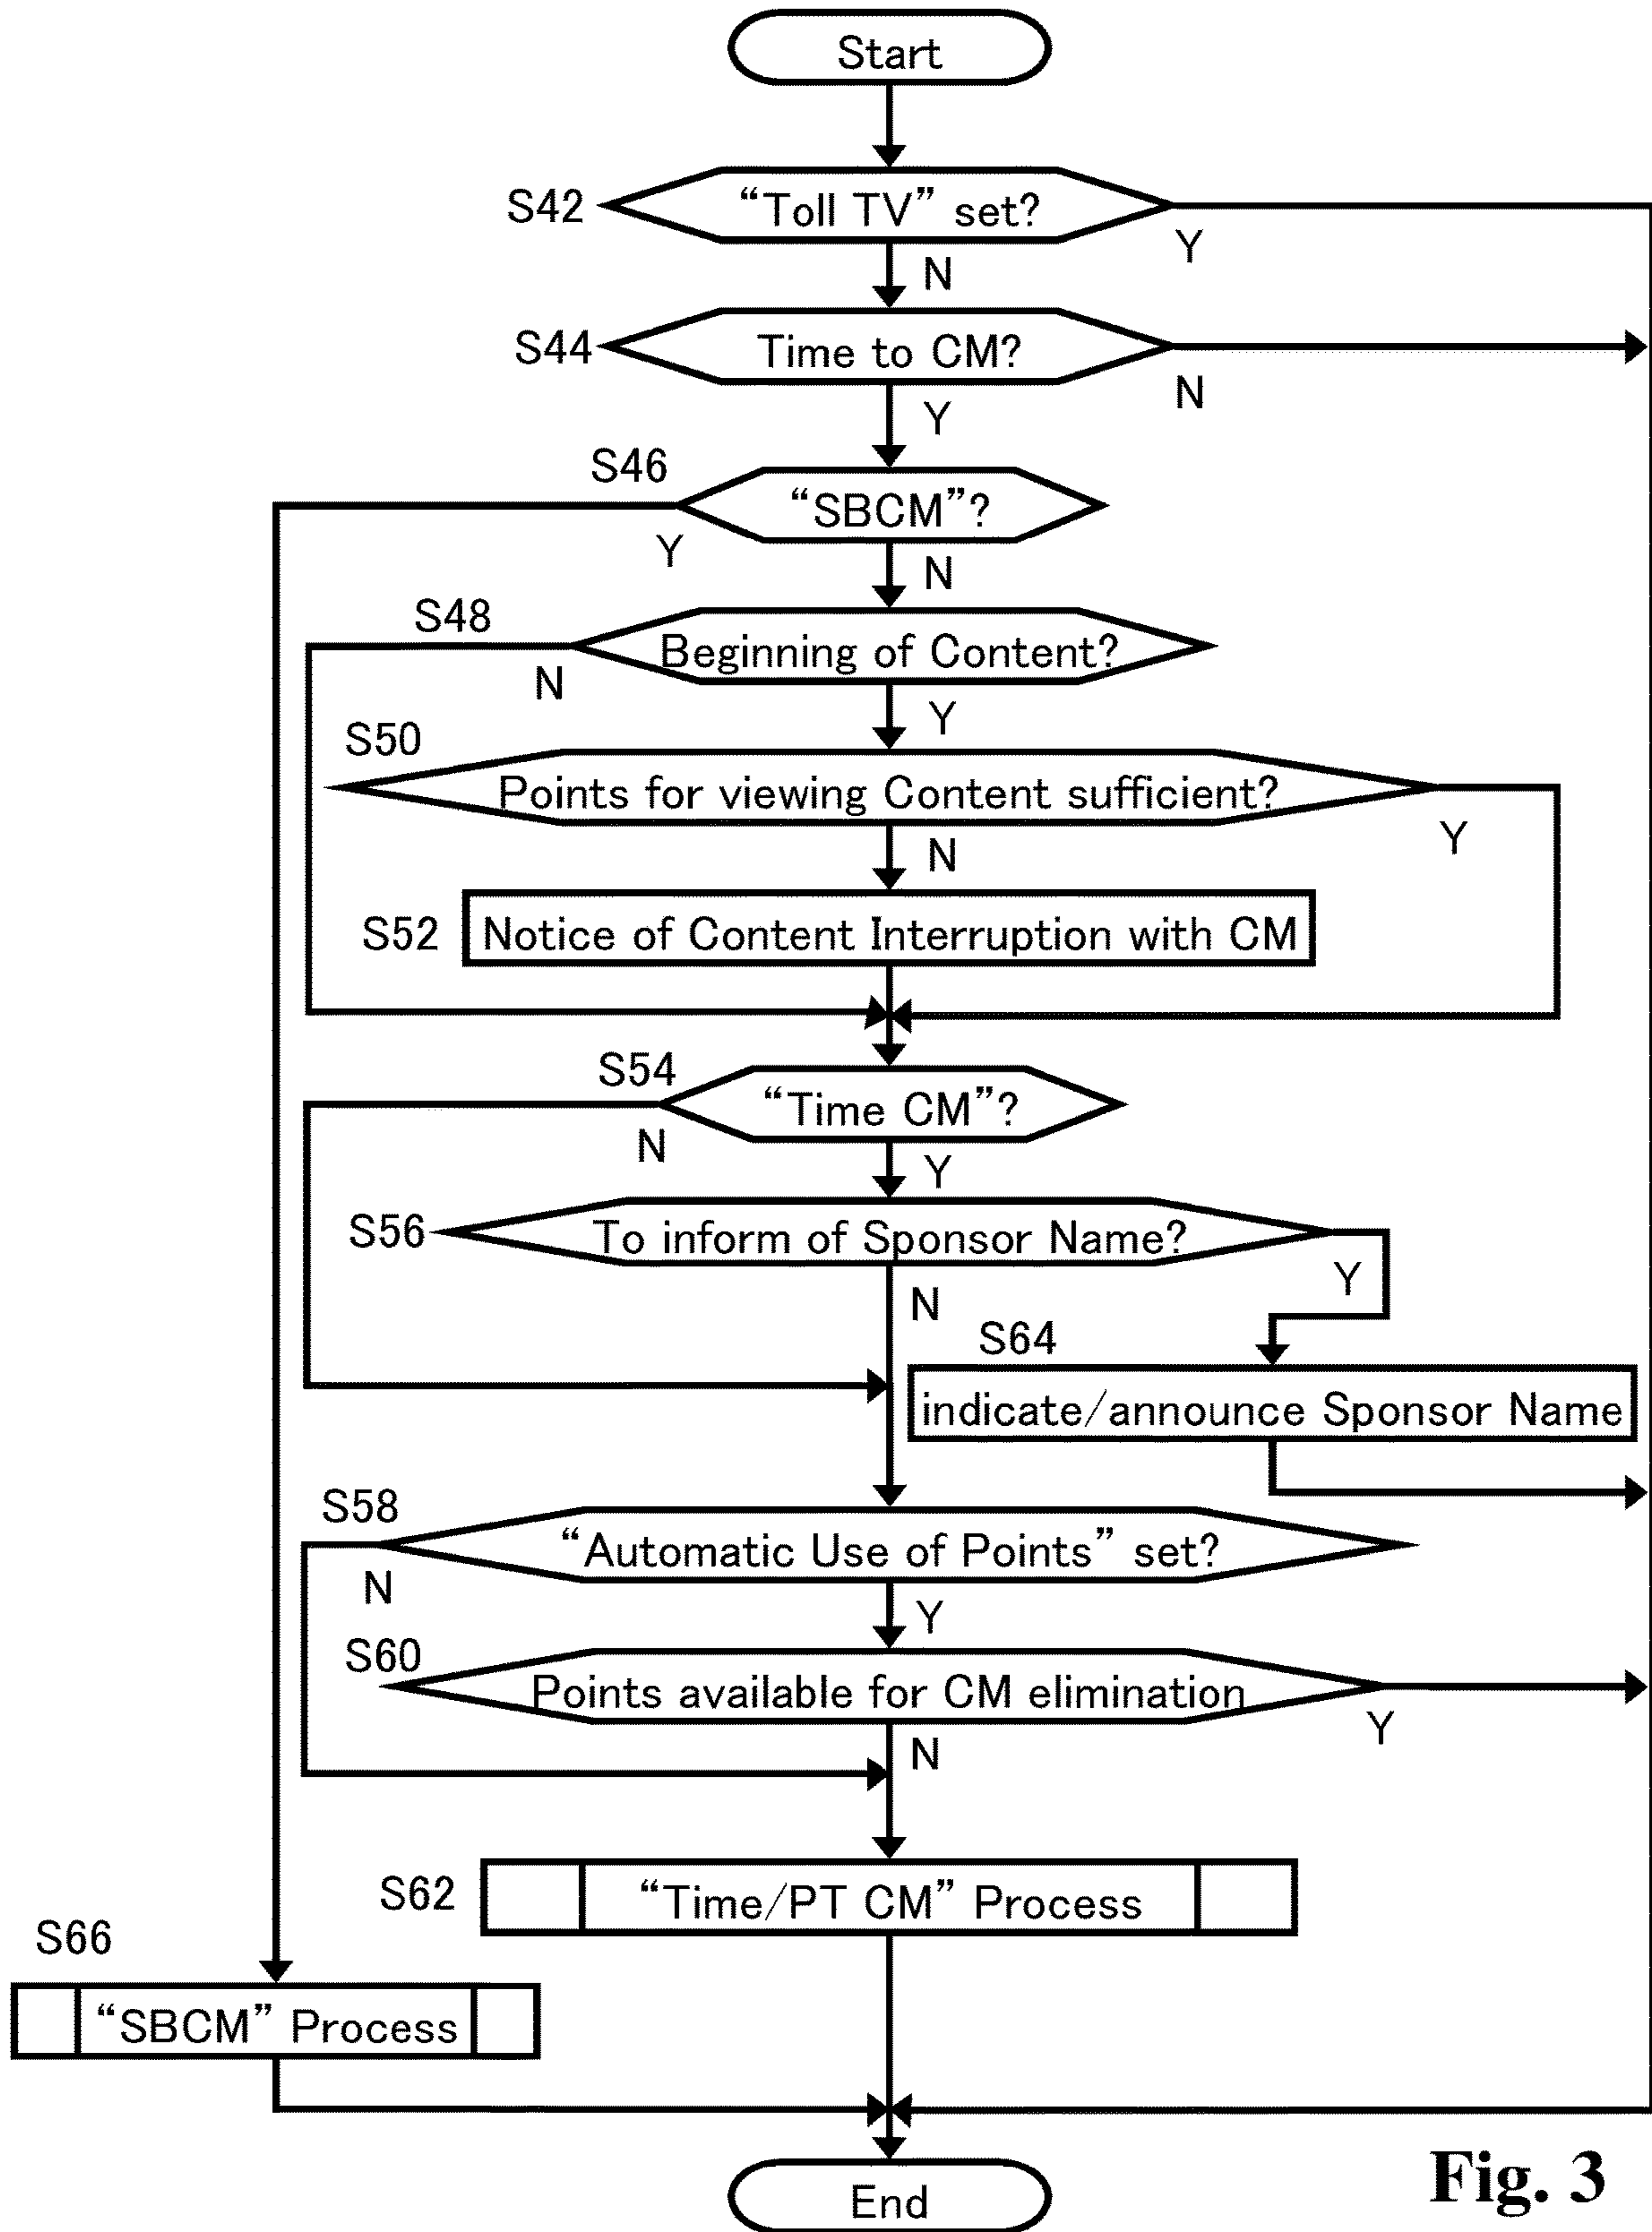 Start
S42
“Toll TV” set?
Y
N
S44
Time to CM?
N
Y
S46
“SBCM”?
Y
N
S48
Beginning of Content?
N
Y
S50
Points for viewing Content sufficient?
Y
N
S52
Notice of Content Interruption with CM
S54
“Time CM”?
N
Y
S56
To inform of Sponsor Name?
Y
N
S64
indicate/announce Sponsor Name
S58
“Automatic Use of Points” set?
N
Y
S60
Points available for CM elimination
Y
N
S62
“Time/PT CM” Process
S66
“SBCM” Process
End
Fig. 3